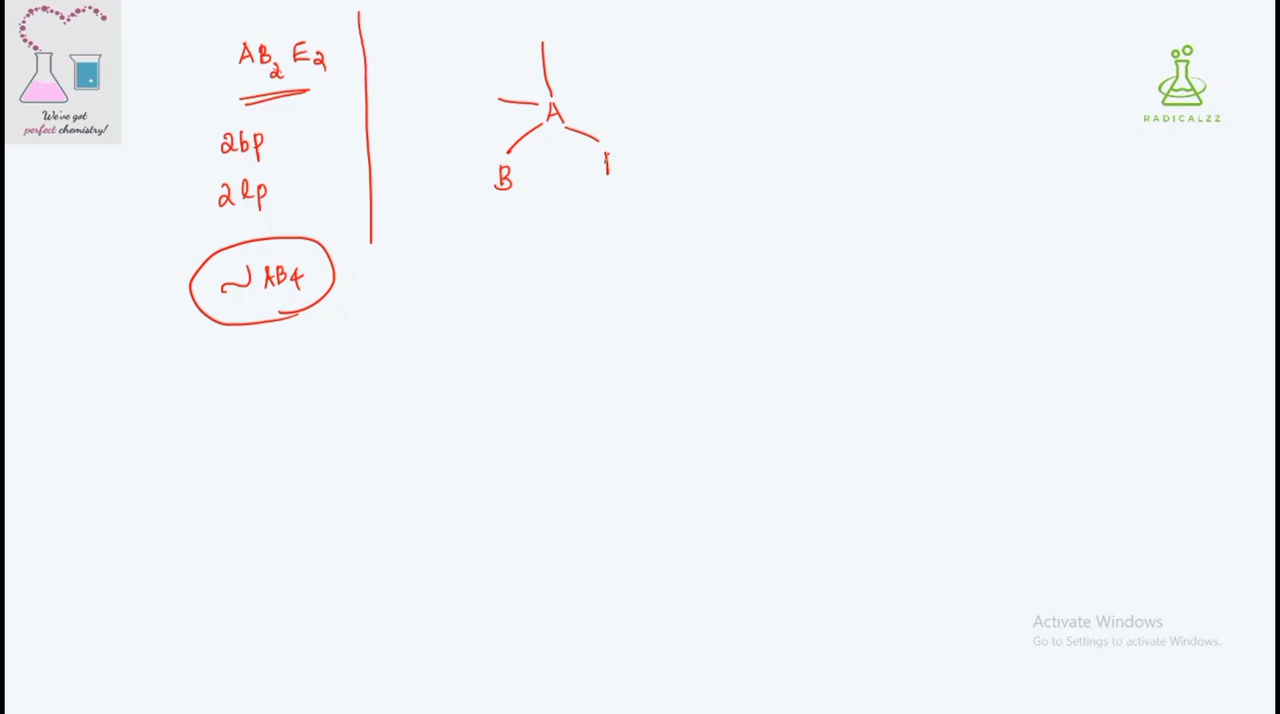 We've got
perfect chemistry!
AB2E2
2bp
2lp
~AB4
A
B
RADICALZZ
Activate Windows
Go to Settings to activate Windows.